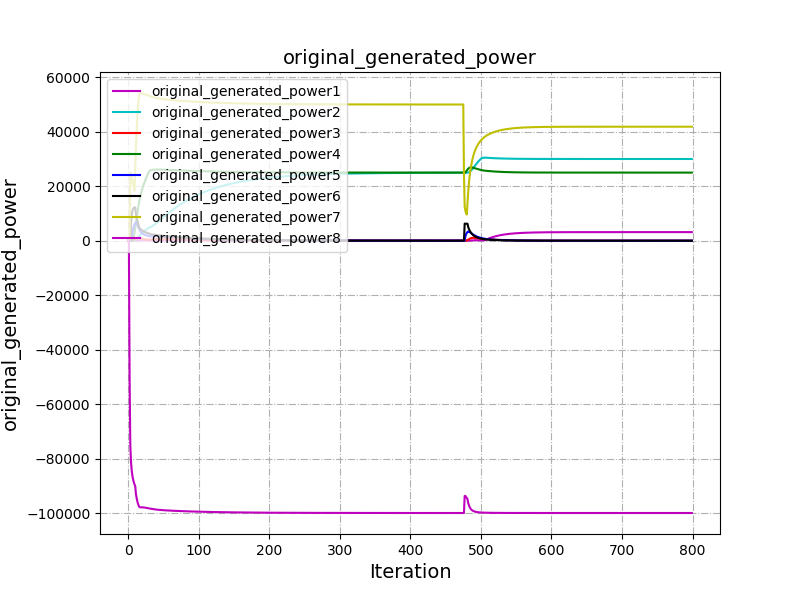 original_generated_power
60000
40000
20000
0
−20000
−40000
−60000
−80000
−100000
original_generated_power
original_generated_power1
original_generated_power2
original_generated_power3
original_generated_power4
original_generated_power5
original_generated_power6
original_generated_power7
original_generated_power8
0 100 200 300 400 500 600 700 800
Iteration